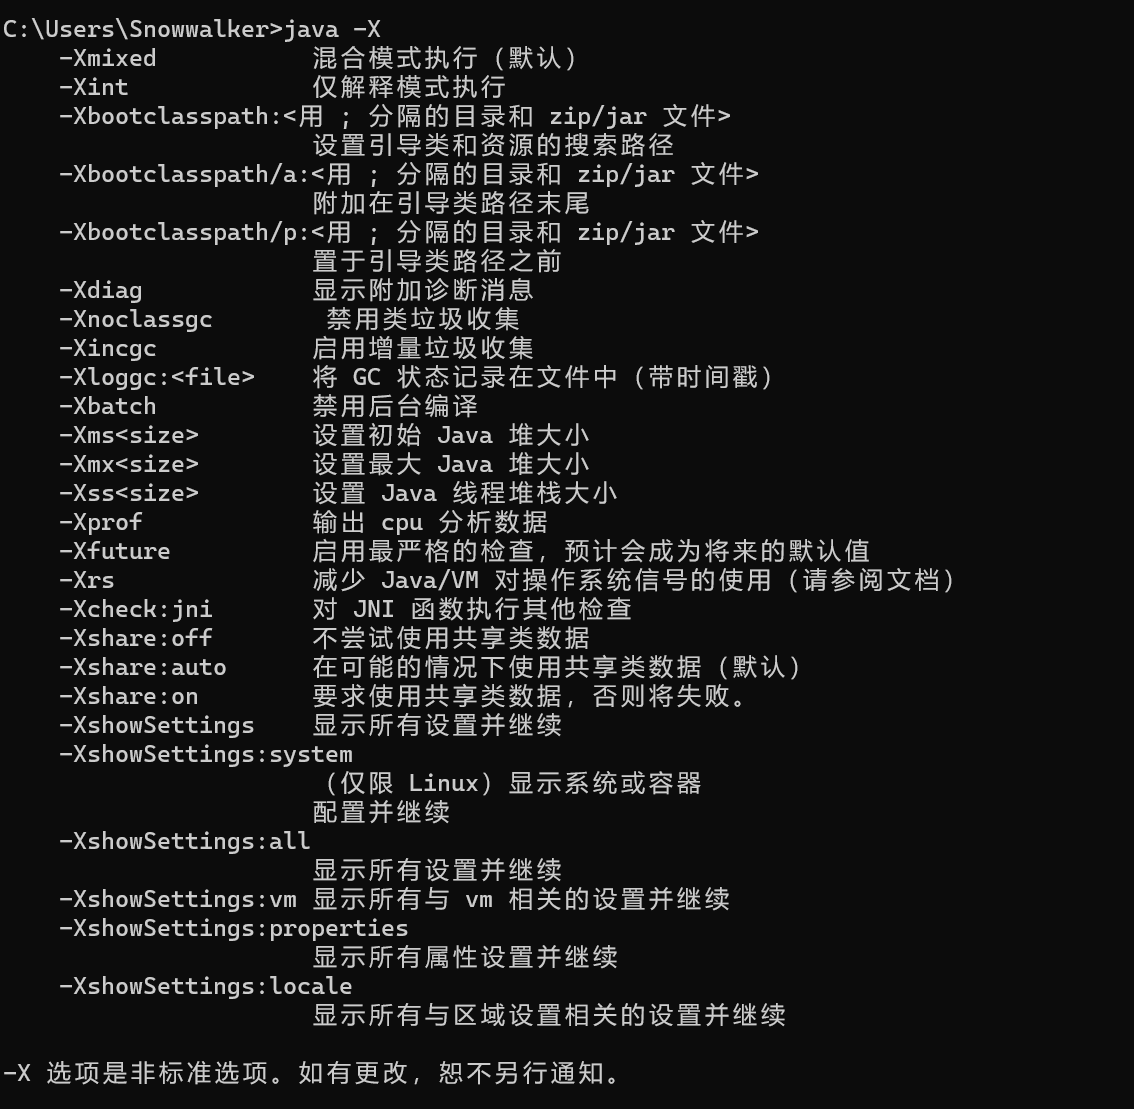 C:\Users\Snowwalker>java -X
    -Xmixed           混合模式执行（默认）
    -Xint             仅解释模式执行
    -Xbootclasspath:<用 ; 分隔的目录和 zip/jar 文件>
                      设置引导类和资源的搜索路径
    -Xbootclasspath/a:<用 ; 分隔的目录和 zip/jar 文件>
                      附加在引导类路径末尾
    -Xbootclasspath/p:<用 ; 分隔的目录和 zip/jar 文件>
                      置于引导类路径之前
    -Xdiag            显示附加诊断消息
    -Xnoclassgc        禁用类垃圾收集
    -Xincgc           启用增量垃圾收集
    -Xloggc:<file>    将 GC 状态记录在文件中（带时间戳）
    -Xbatch           禁用后台编译
    -Xms<size>        设置初始 Java 堆大小
    -Xmx<size>        设置最大 Java 堆大小
    -Xss<size>        设置 Java 线程堆栈大小
    -Xprof            输出 cpu 分析数据
    -Xfuture          启用最严格的检查，预计会成为将来的默认值
    -Xrs              减少 Java/VM 对操作系统信号的使用（请参阅文档）
    -Xcheck:jni       对 JNI 函数执行其他检查
    -Xshare:off       不尝试使用共享类数据
    -Xshare:auto      在可能的情况下使用共享类数据（默认）
    -Xshare:on        要求使用共享类数据，否则将失败。
    -XshowSettings    显示所有设置并继续
    -XshowSettings:system
                      （仅限 Linux）显示系统或容器
                      配置并继续
    -XshowSettings:all
                      显示所有设置并继续
    -XshowSettings:vm 显示所有与 vm 相关的设置并继续
    -XshowSettings:properties
                      显示所有属性设置并继续
    -XshowSettings:locale
                      显示所有与区域设置相关的设置并继续
-X 选项是非标准选项。如有更改，恕不另行通知。